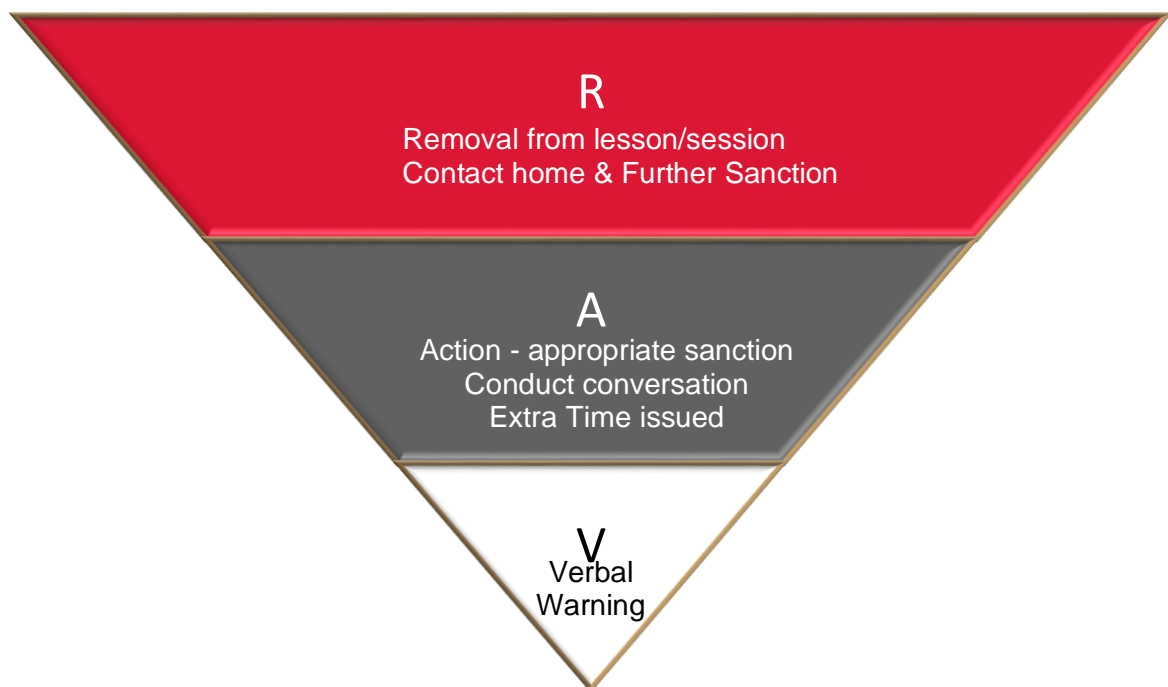 R
Removal from lesson/session
Contact home & Further Sanction
A
Action - appropriate sanction
Conduct conversation
Extra Time issued
V
Verbal
Warning